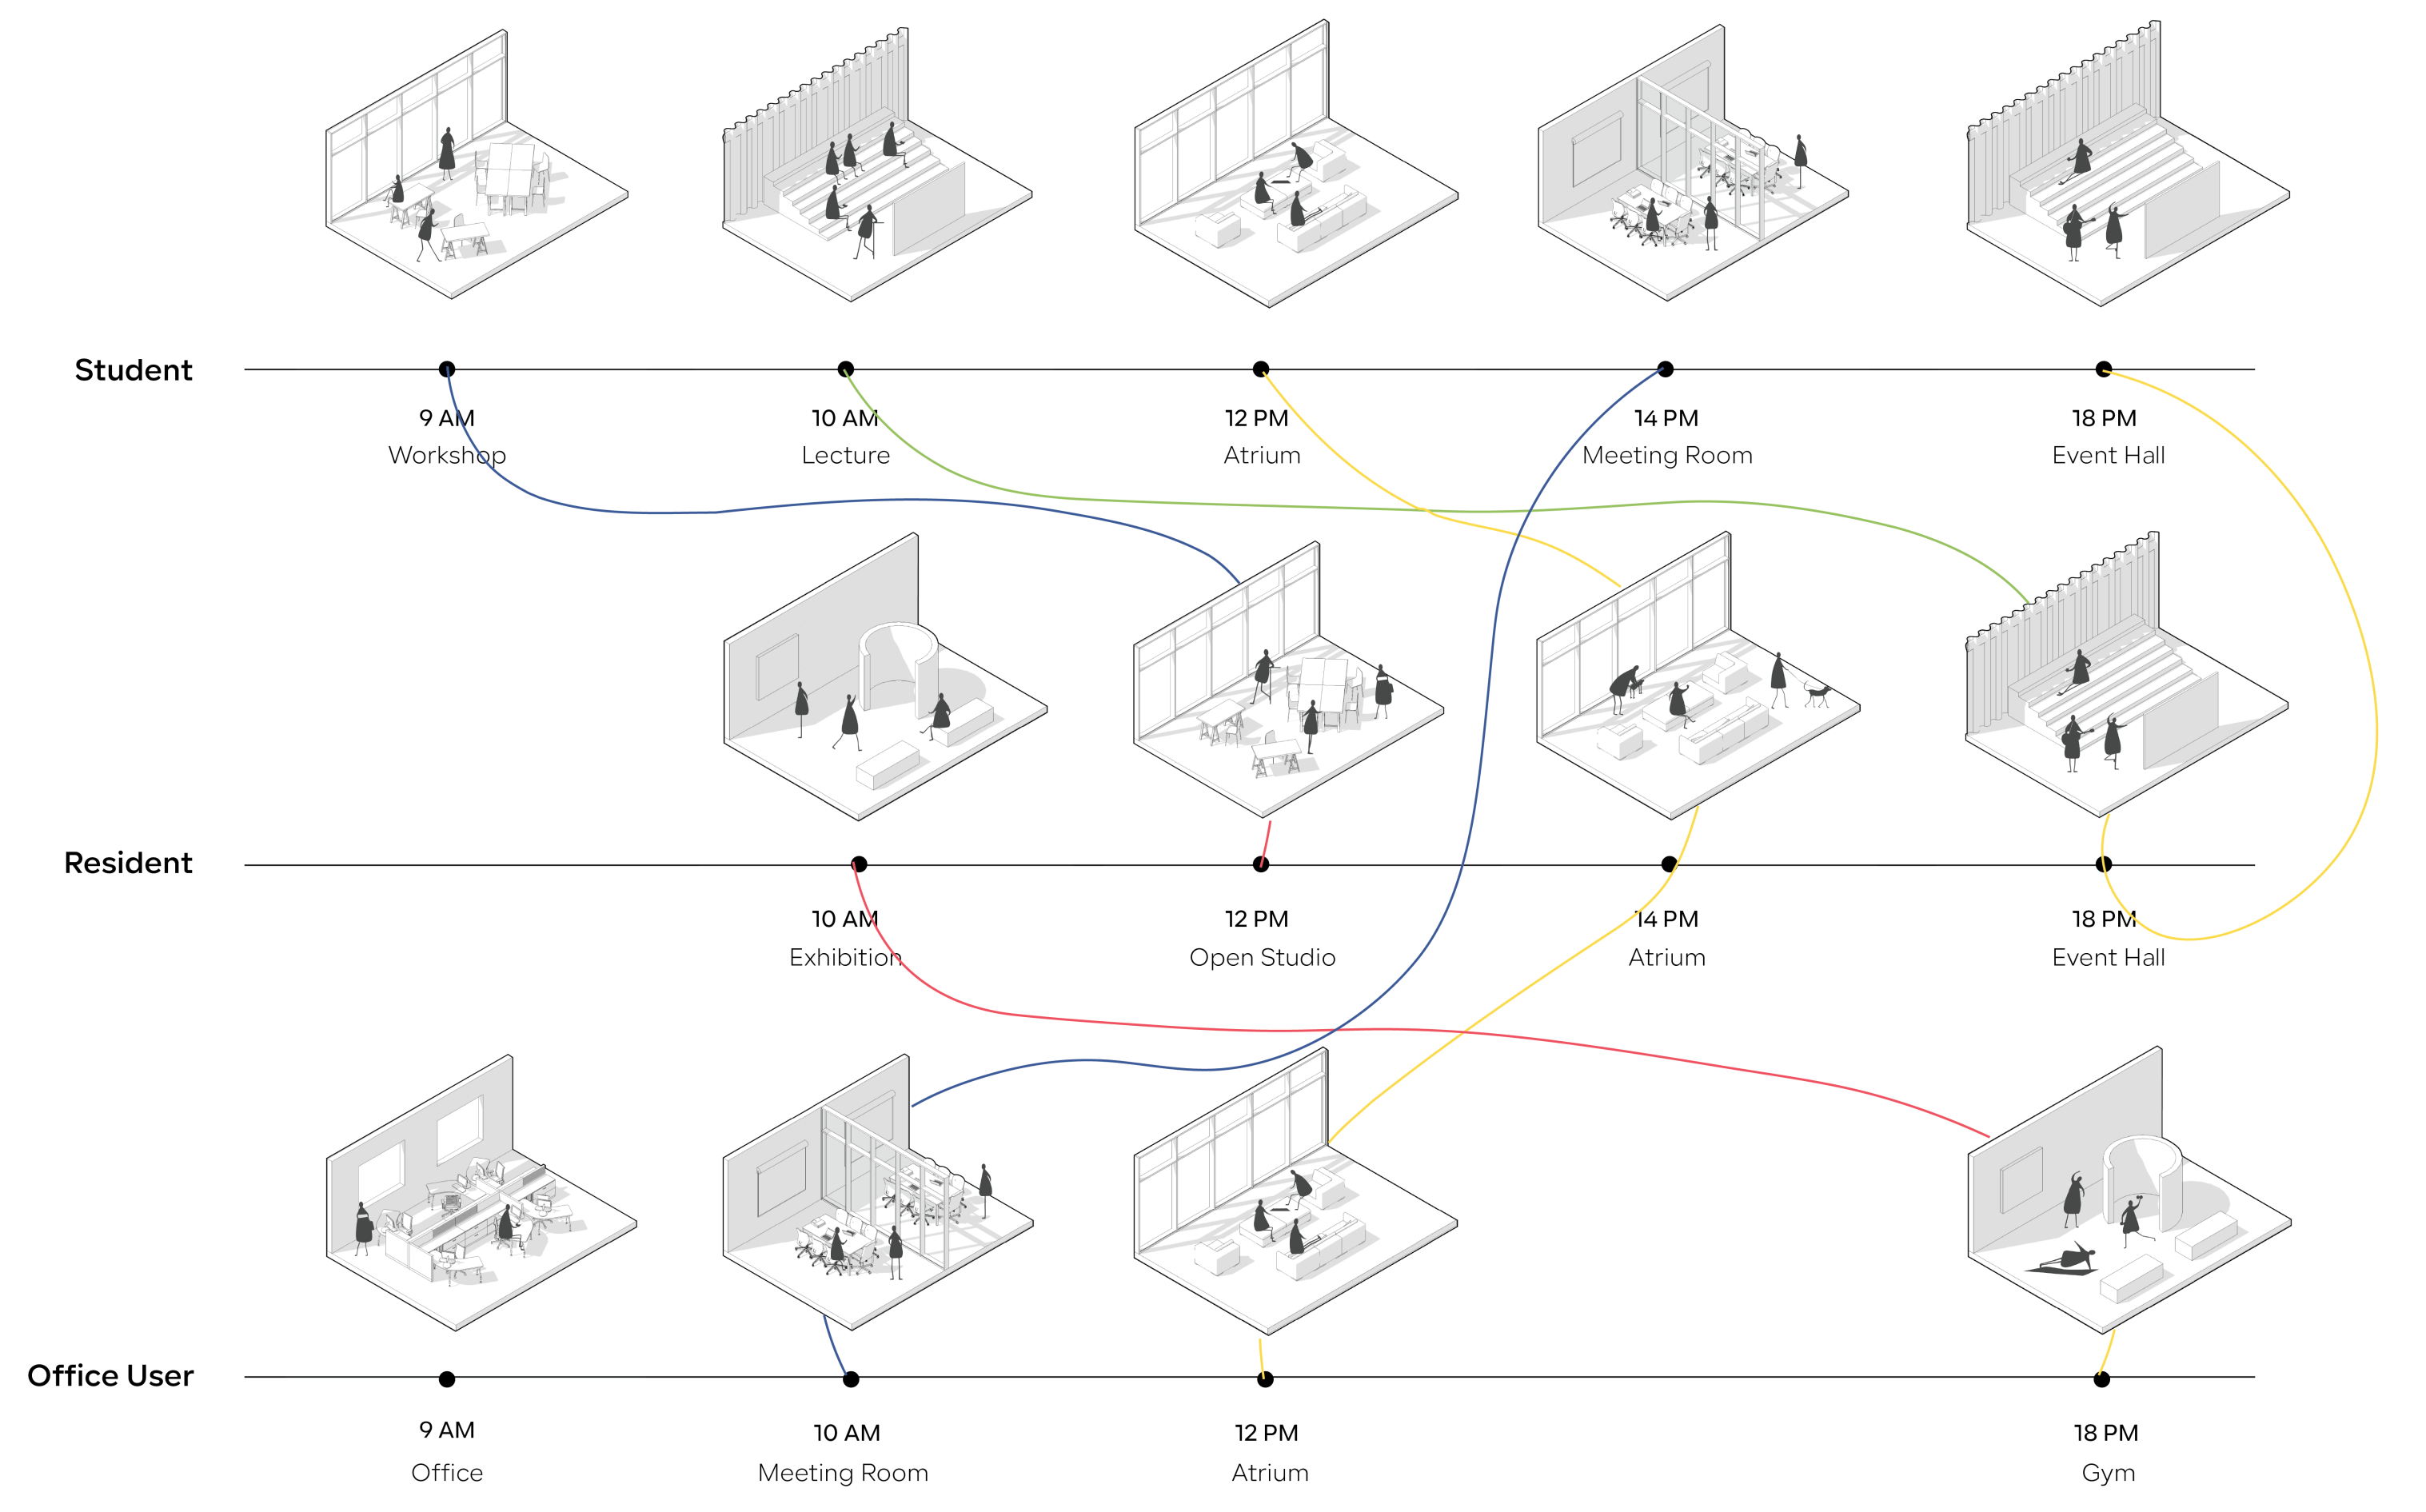 Student
9 AM
Workshop
10 AM
Lecture
12 PM
Atrium
14 PM
Meeting Room
18 PM
Event Hall
Resident
10 AM
Exhibition
12 PM
Open Studio
14 PM
Atrium
18 PM
Event Hall
Office User
9 AM
Office
10 AM
Meeting Room
12 PM
Atrium
18 PM
Gym